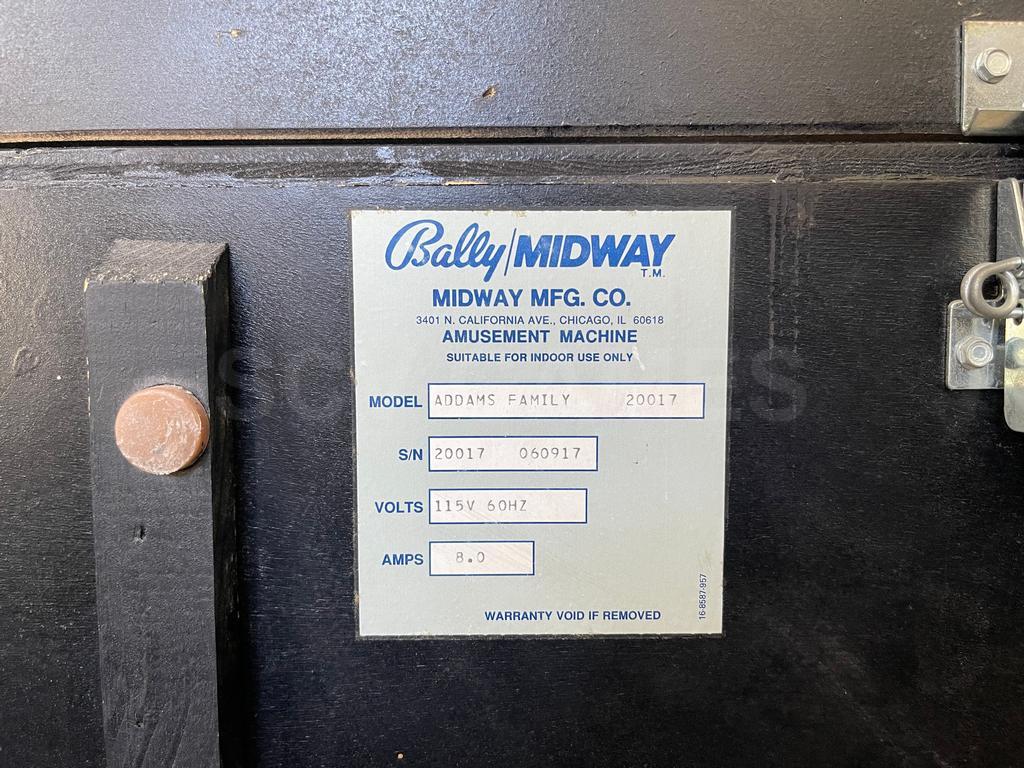 Bally/MIDWAY
T.M.
MIDWAY MFG. CO.
3401 N. CALIFORNIA AVE., CHICAGO, IL 60618
AMUSEMENT MACHINE
SUITABLE FOR INDOOR USE ONLY
MODEL ADDAMS FAMILY 20017
S/N 20017 060917
VOLTS 115V 60HZ
AMPS 8.0
WARRANTY VOID IF REMOVED
16-8587-957